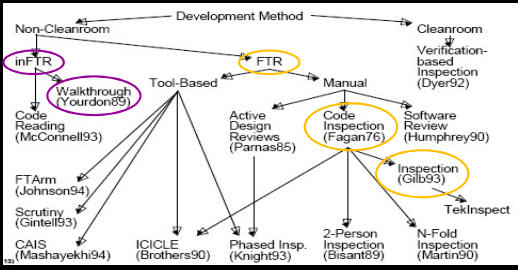 Development Method
Non-Cleanroom
Cleanroom
inFTR
FTR
Verification-
based
Inspection
(Dyer92)
Walkthrough
(Yourdon89)
Tool-Based
Manual
Code
Reading
(McConnell93)
Active
Design
Reviews
(Parnas85)
Code
Inspection
(Fagan76)
Software
Review
(Humphrey90)
Inspection
(Gilb93)
FTArm
(Johnson94)
Scrutiny
(Gintell93)
TekInspect
CAIS
(Mashayekhi94)
ICICLE
(Brothers90)
Phased Insp.
(Knight93)
2-Person
Inspection
(Bisant89)
N-Fold
Inspection
(Martin90)